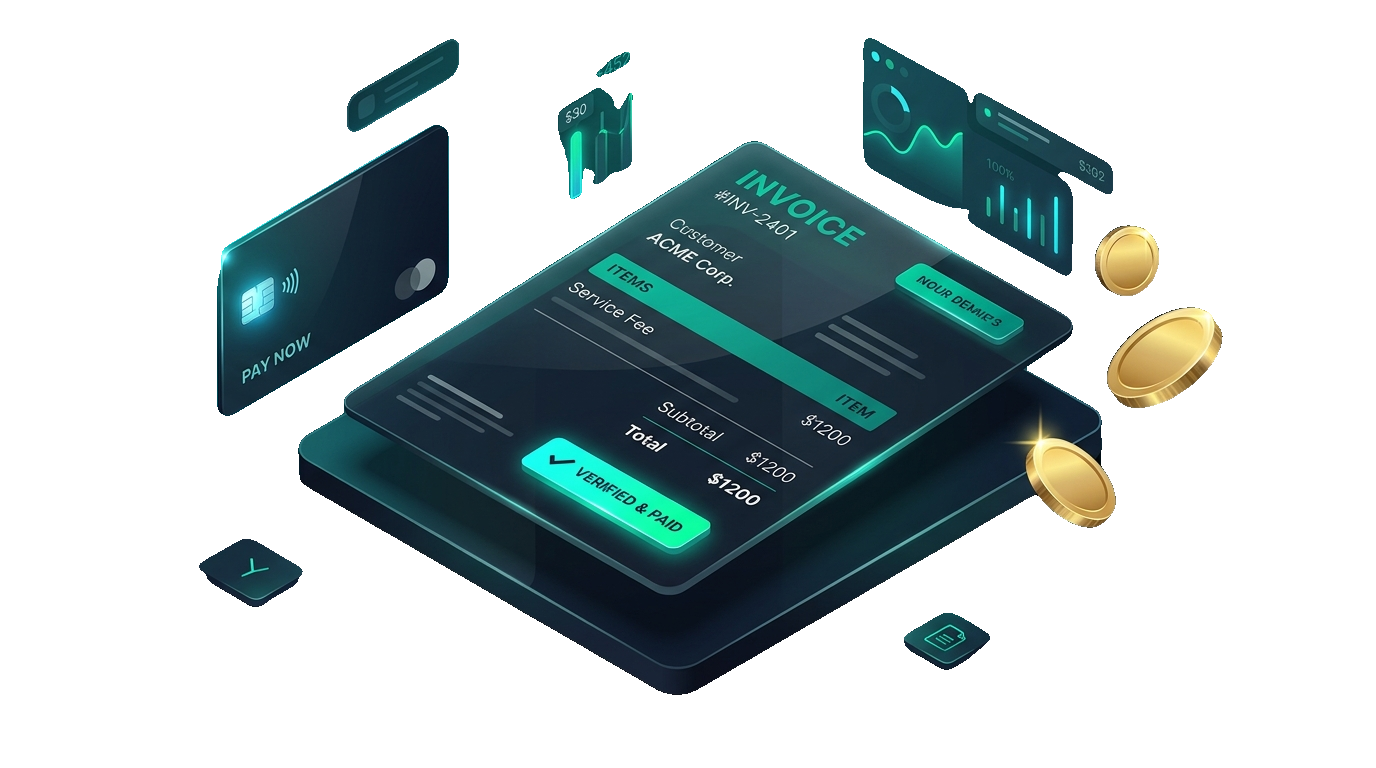 $30
100%
$302
PAY NOW
INVOICE
#INV-2401
Customer
ACME Corp.
ITEMS
ITEM
Service Fee
$1200
Subtotal
$1200
Total
$1200
VERIFIED & PAID